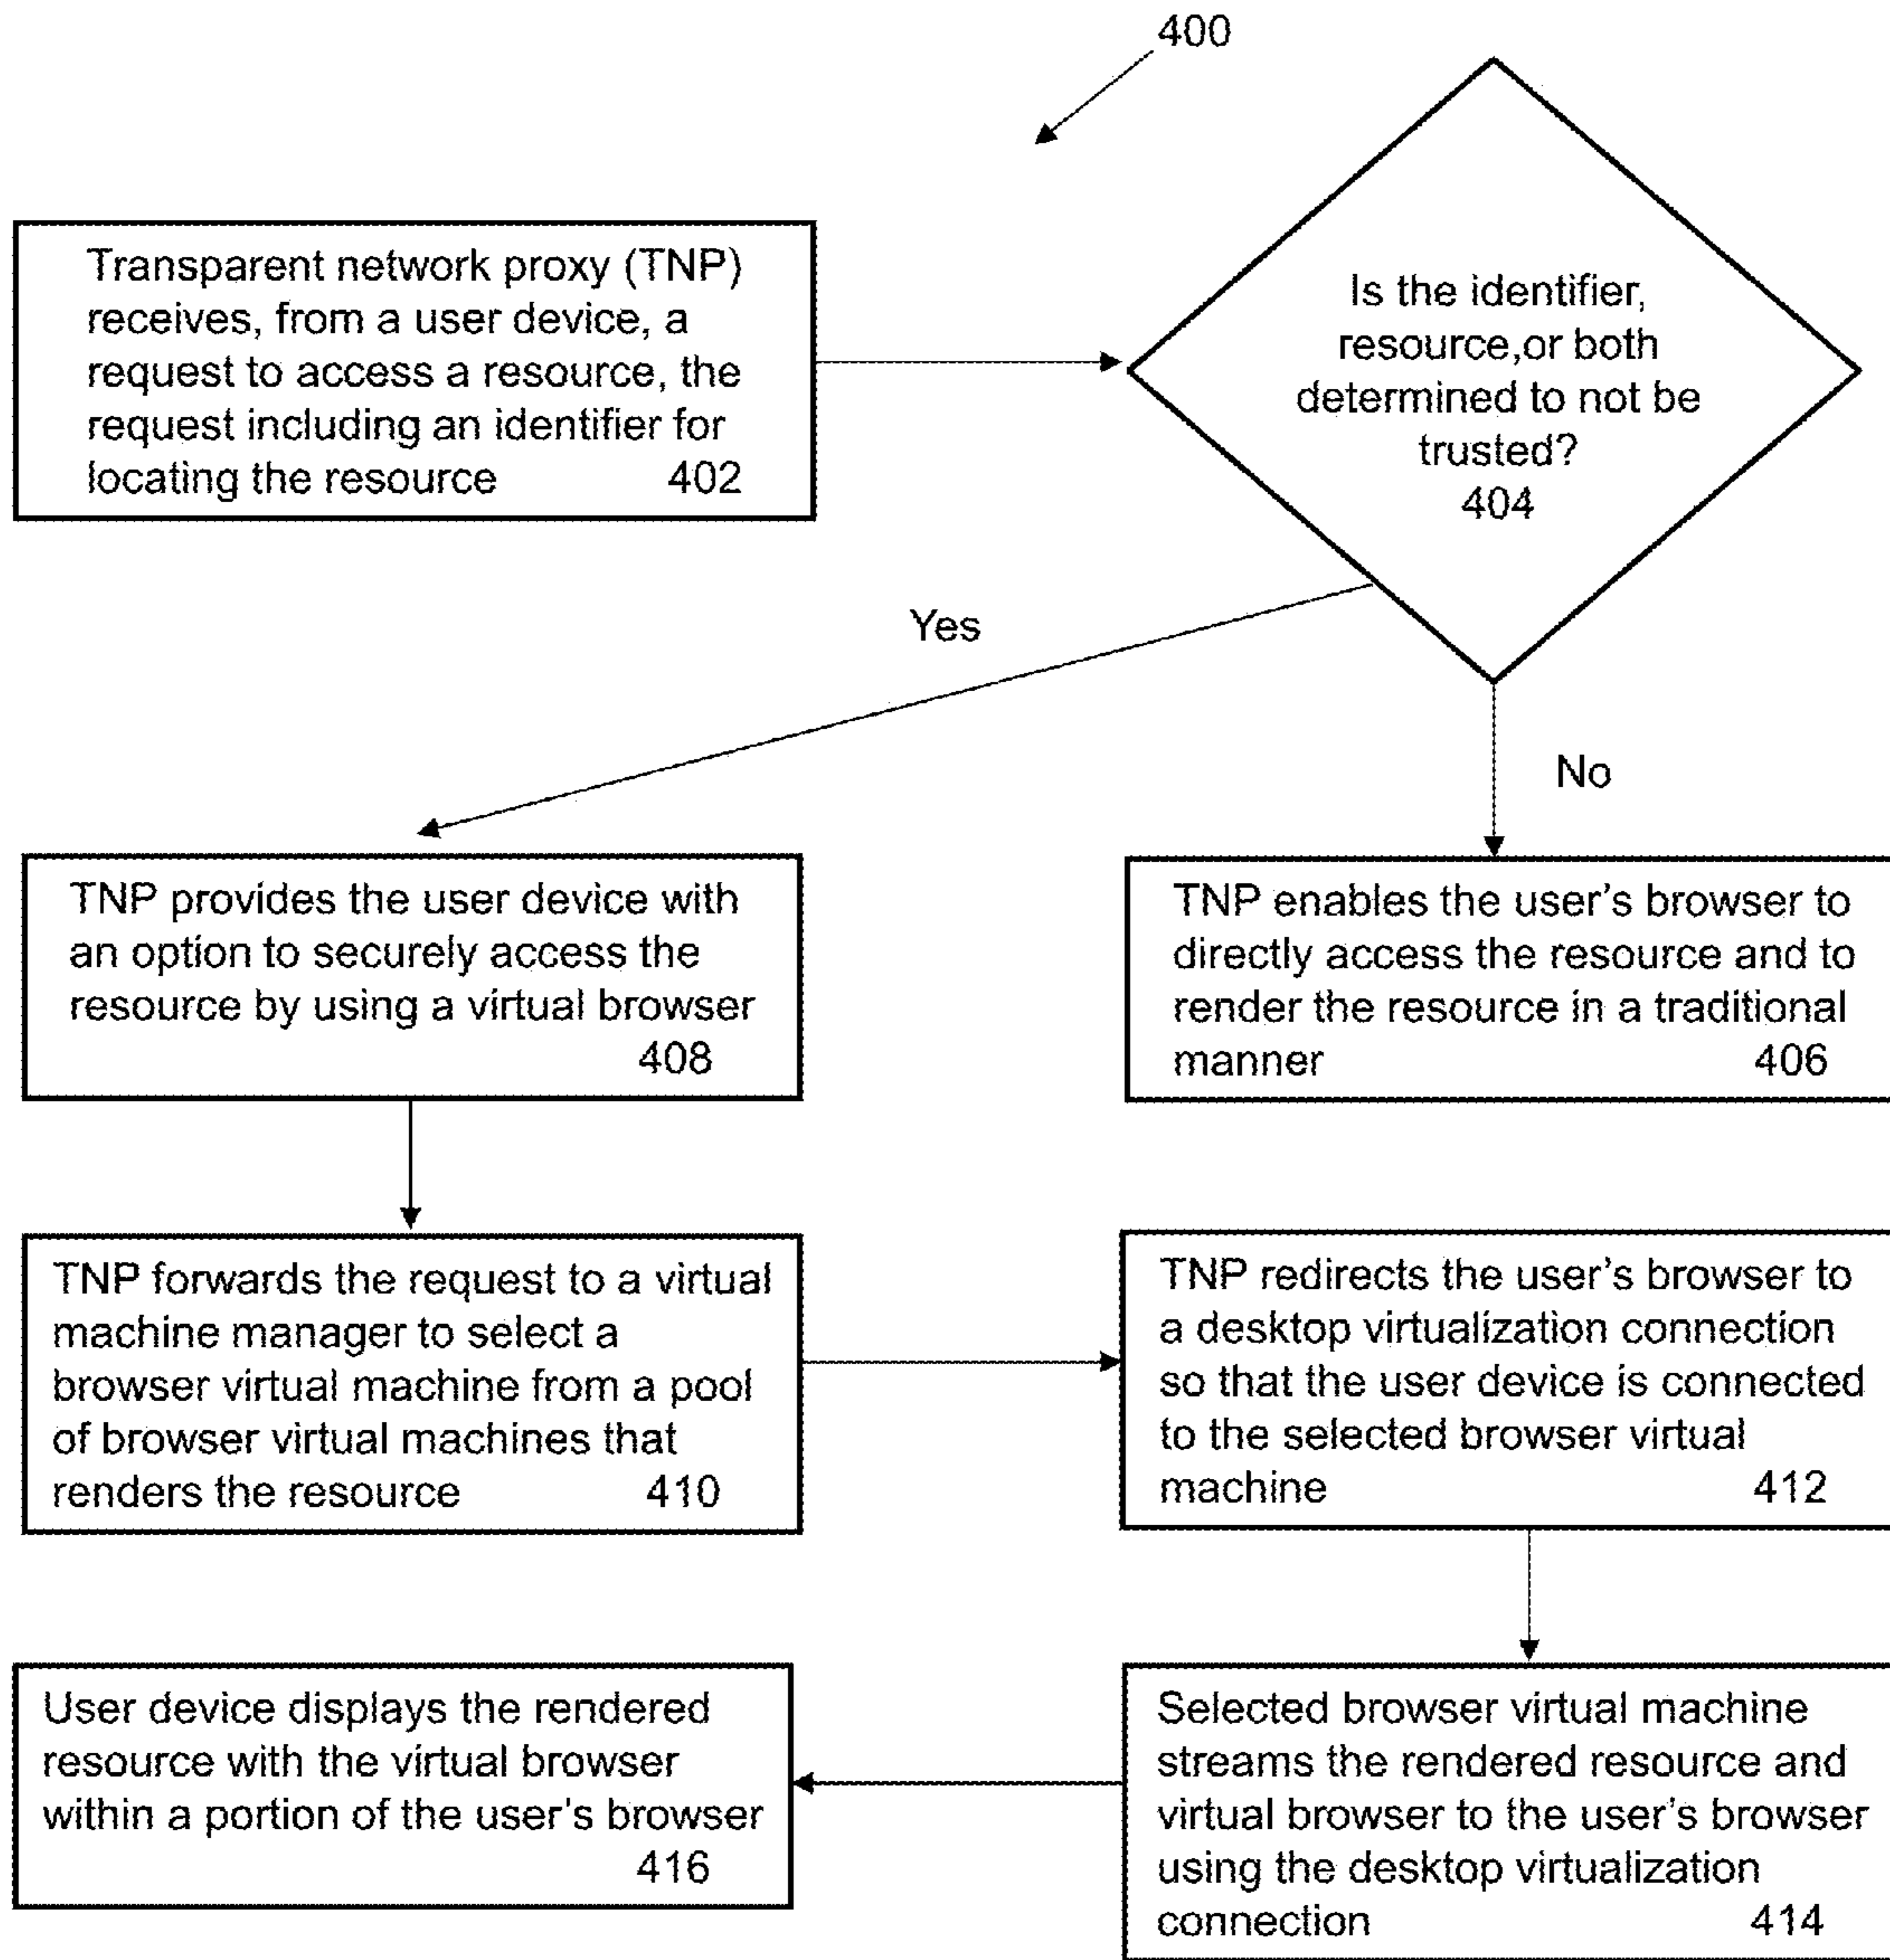 400
Transparent network proxy (TNP)
receives, from a user device, a
request to access a resource, the
request including an identifier for
locating the resource 402
Is the identifier,
resource,or both
determined to not be
trusted?
404
Yes
No
TNP provides the user device with
an option to securely access the
resource by using a virtual browser
408
TNP enables the user's browser to
directly access the resource and to
render the resource in a traditional
manner 406
TNP forwards the request to a virtual
machine manager to select a
browser virtual machine from a pool
of browser virtual machines that
renders the resource 410
TNP redirects the user's browser to
a desktop virtualization connection
so that the user device is connected
to the selected browser virtual
machine 412
Selected browser virtual machine
streams the rendered resource and
virtual browser to the user's browser
using the desktop virtualization
connection 414
User device displays the rendered
resource with the virtual browser
within a portion of the user's browser
416